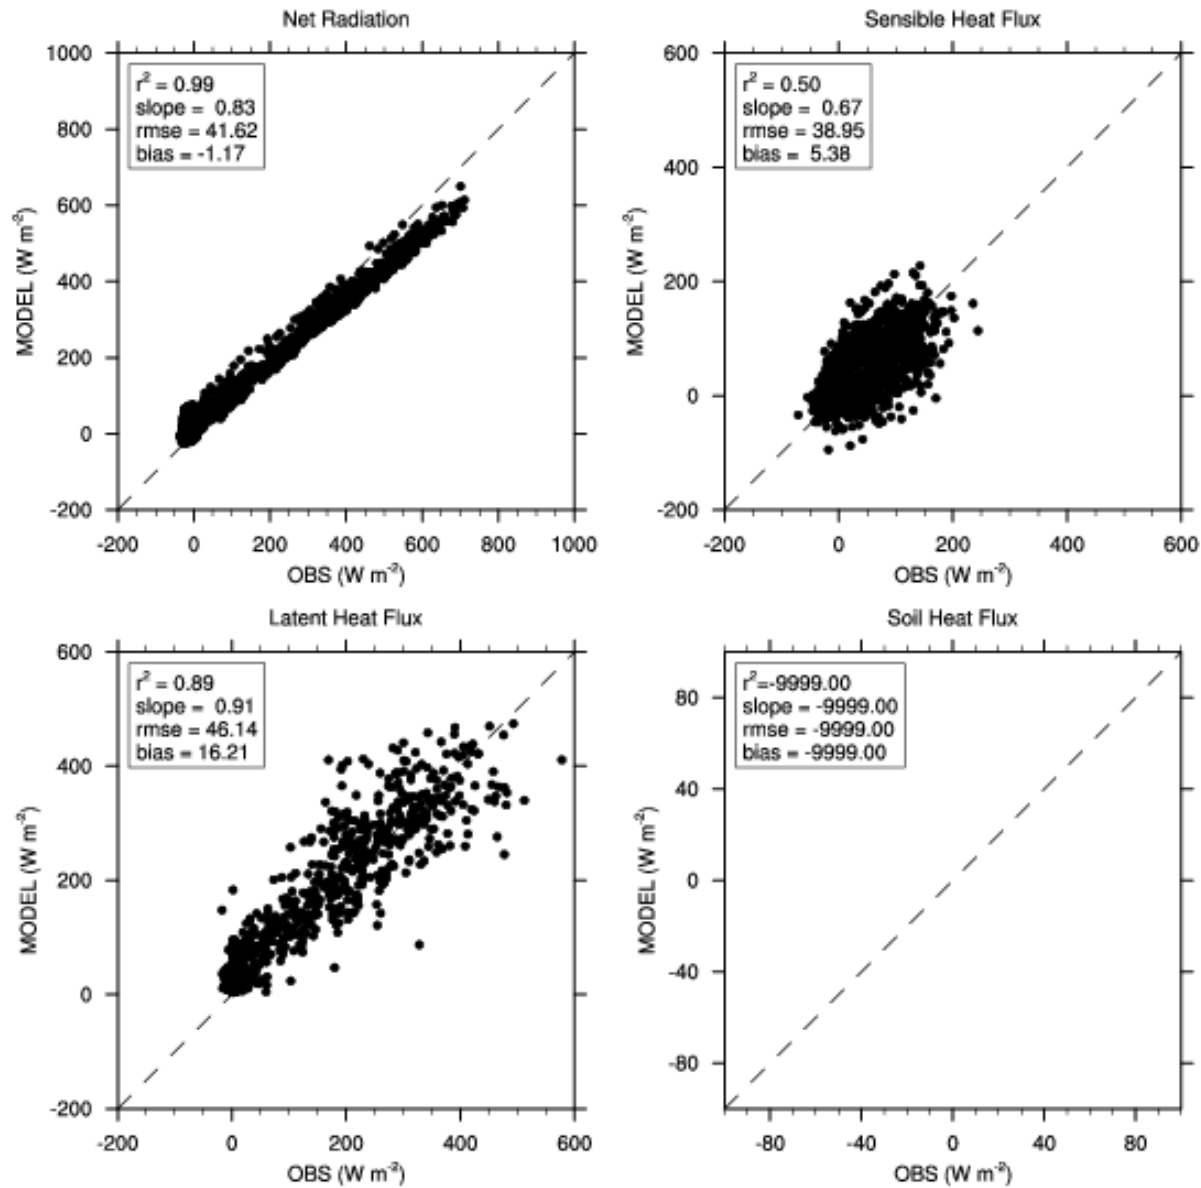 Net Radiation
1000
800
600
400
200
0
-200
r² = 0.99
slope = 0.83
rmse = 41.62
bias = -1.17
MODEL (W m⁻²)
-200 0 200 400 600 800 1000
OBS (W m⁻²)
Sensible Heat Flux
600
400
200
0
-200
r² = 0.50
slope = 0.67
rmse = 38.95
bias = 5.38
MODEL (W m⁻²)
-200 0 200 400 600
OBS (W m⁻²)
Latent Heat Flux
600
400
200
0
-200
r² = 0.89
slope = 0.91
rmse = 46.14
bias = 16.21
MODEL (W m⁻²)
-200 0 200 400 600
OBS (W m⁻²)
Soil Heat Flux
80
40
0
-40
-80
r²=-9999.00
slope = -9999.00
rmse = -9999.00
bias = -9999.00
MODEL (W m⁻²)
-80 -40 0 40 80
OBS (W m⁻²)